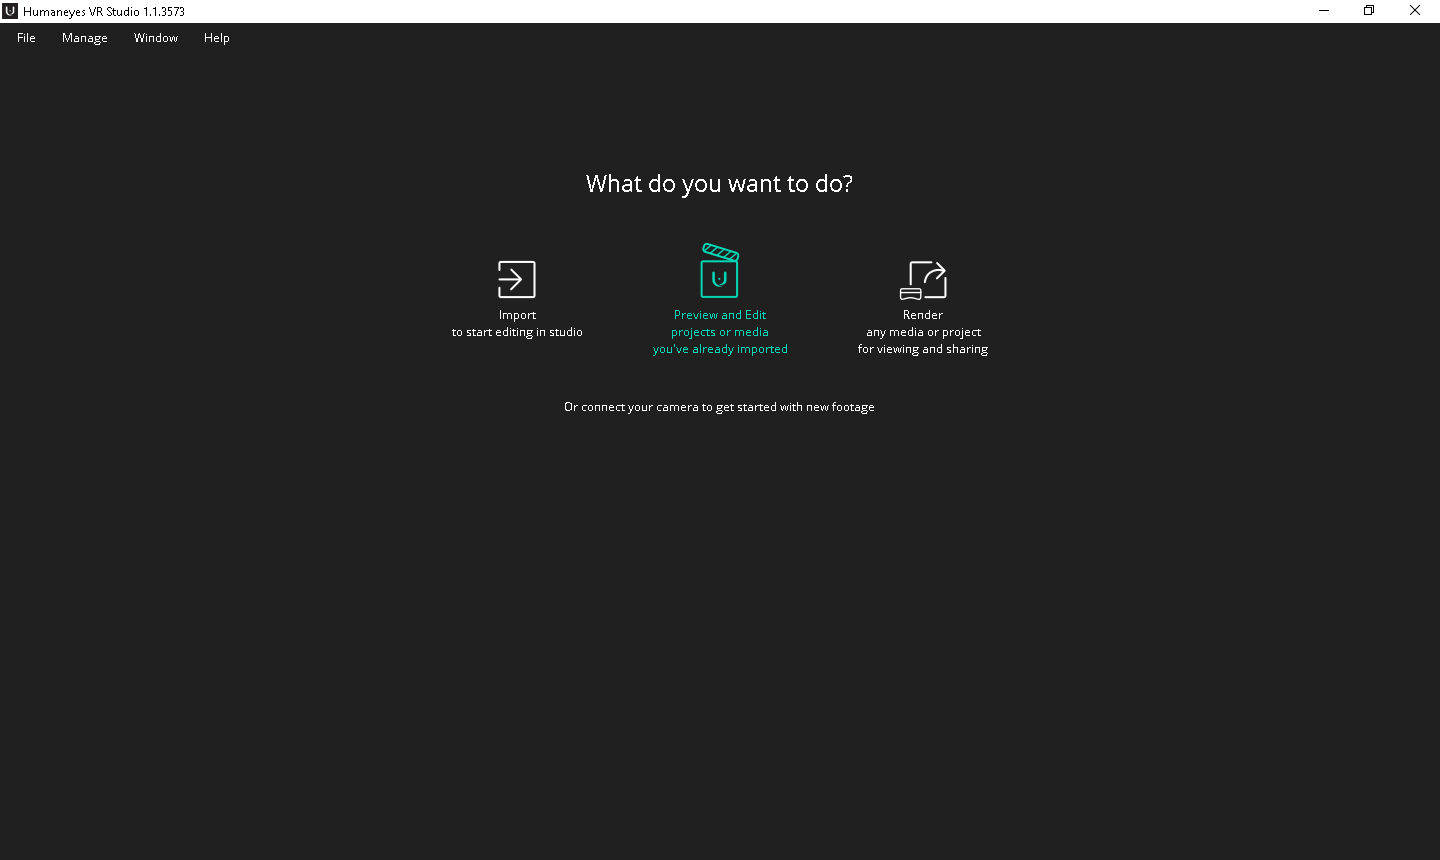 Humaneyes VR Studio 1.1.3573
File Manage Window Help
What do you want to do?
Import
to start editing in studio
Preview and Edit
projects or media
you've already imported
Render
any media or project
for viewing and sharing
Or connect your camera to get started with new footage